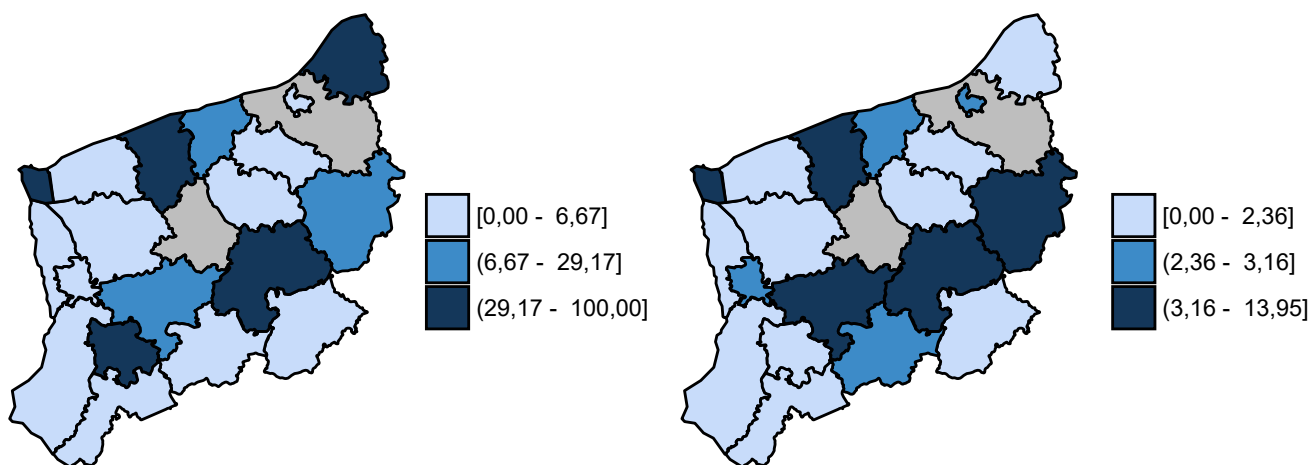 [0,00 - 6,67]
(6,67 - 29,17]
(29,17 - 100,00]
[0,00 - 2,36]
(2,36 - 3,16]
(3,16 - 13,95]